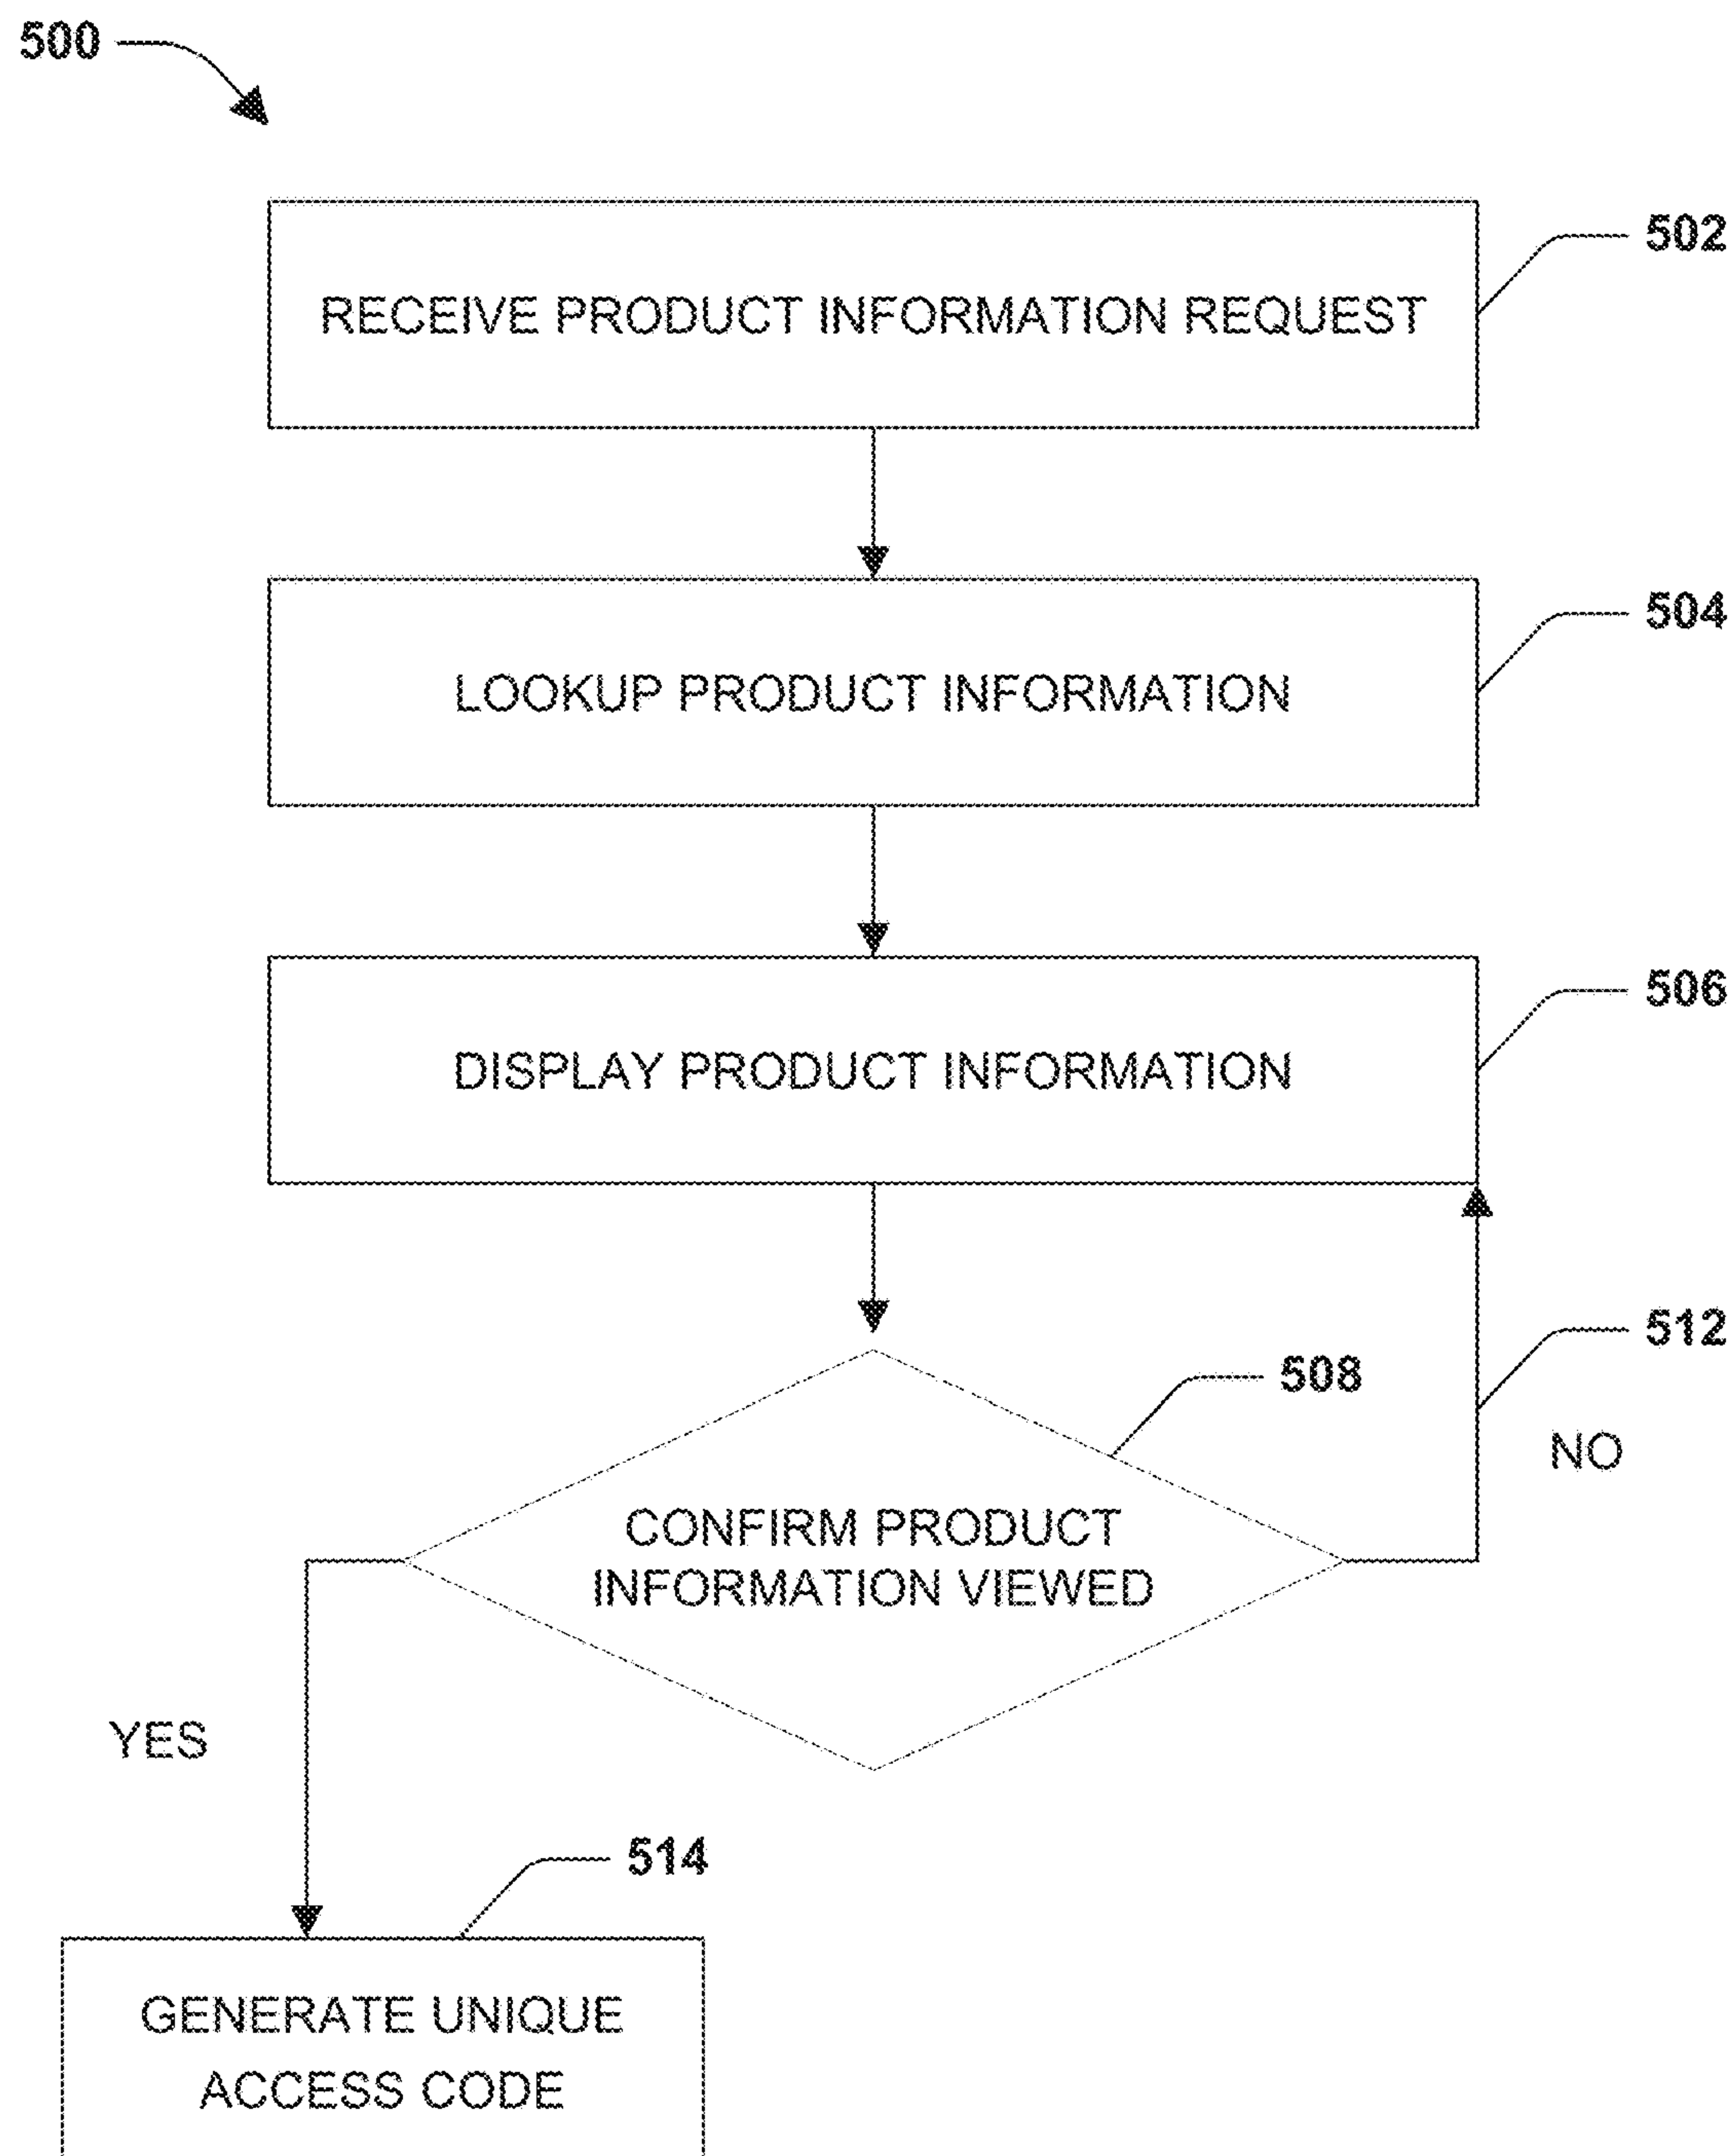 500
502
RECEIVE PRODUCT INFORMATION REQUEST
504
LOOKUP PRODUCT INFORMATION
506
DISPLAY PRODUCT INFORMATION
512
508
NO
CONFIRM PRODUCT
INFORMATION VIEWED
YES
514
GENERATE UNIQUE
ACCESS CODE